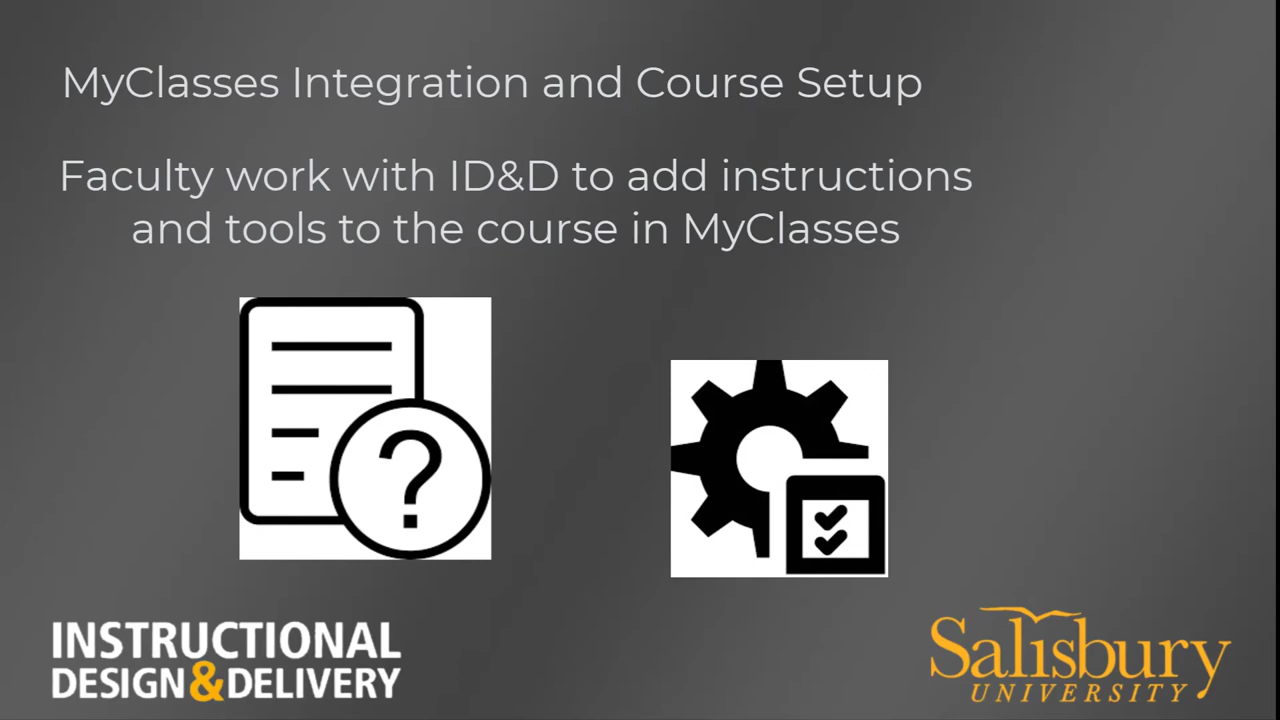 MyClasses Integration and Course Setup
Faculty work with ID&D to add instructions
and tools to the course in MyClasses
?
INSTRUCTIONAL
DESIGN&DELIVERY
Salisbury
UNIVERSITY